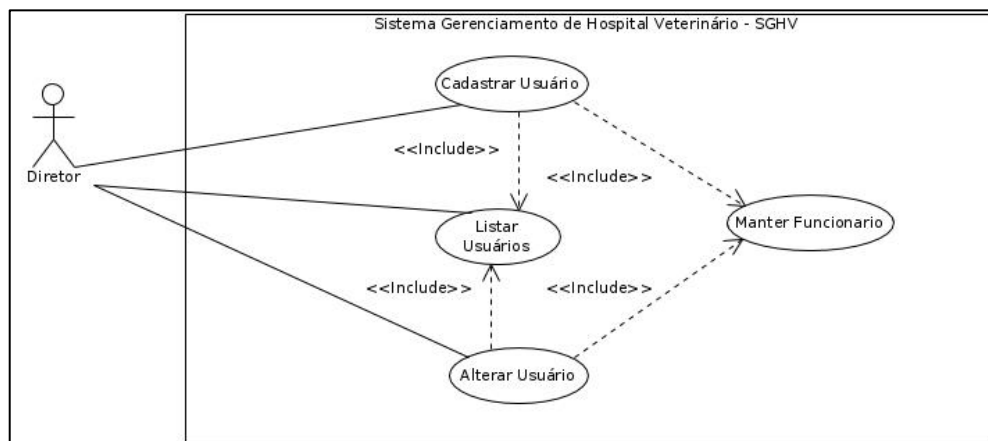 Sistema Gerenciamento de Hospital Veterinário - SGHV
Cadastrar Usuário
<<Include>>
<<Include>>
Diretor
Listar
Usuários
Manter Funcionario
<<Include>>
<<Include>>
Alterar Usuário